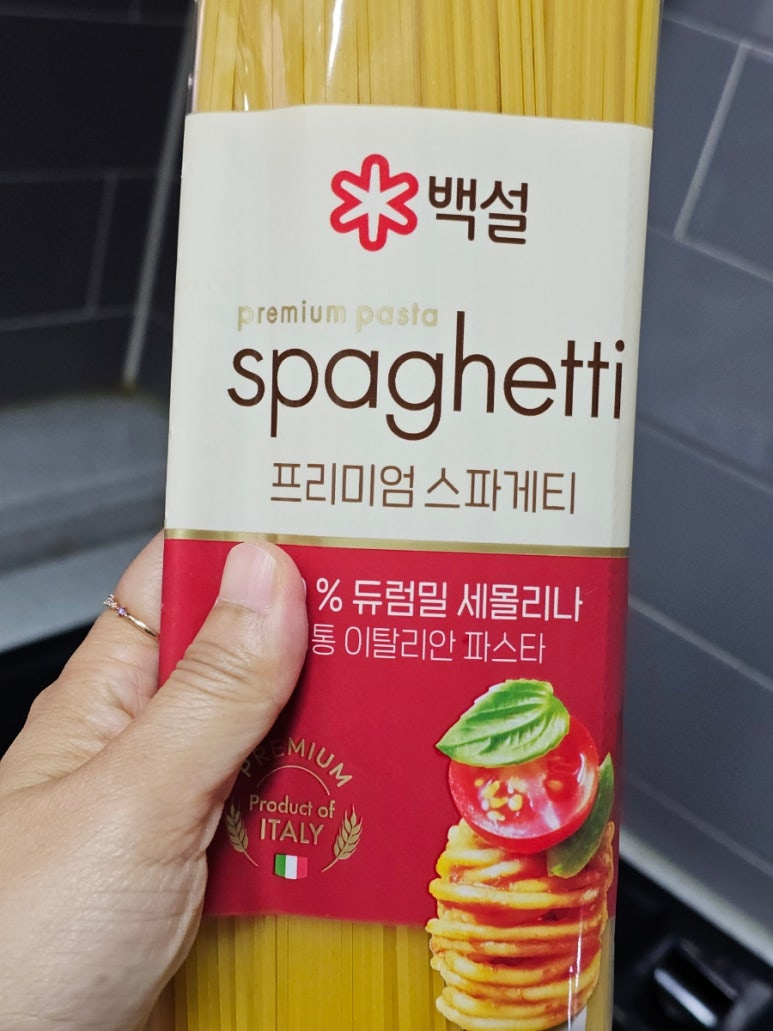 백설
premium pasta
spaghetti
프리미엄 스파게티
% 듀럼밀 세몰리나
통 이탈리안 파스타
PREMIUM
Product of
ITALY